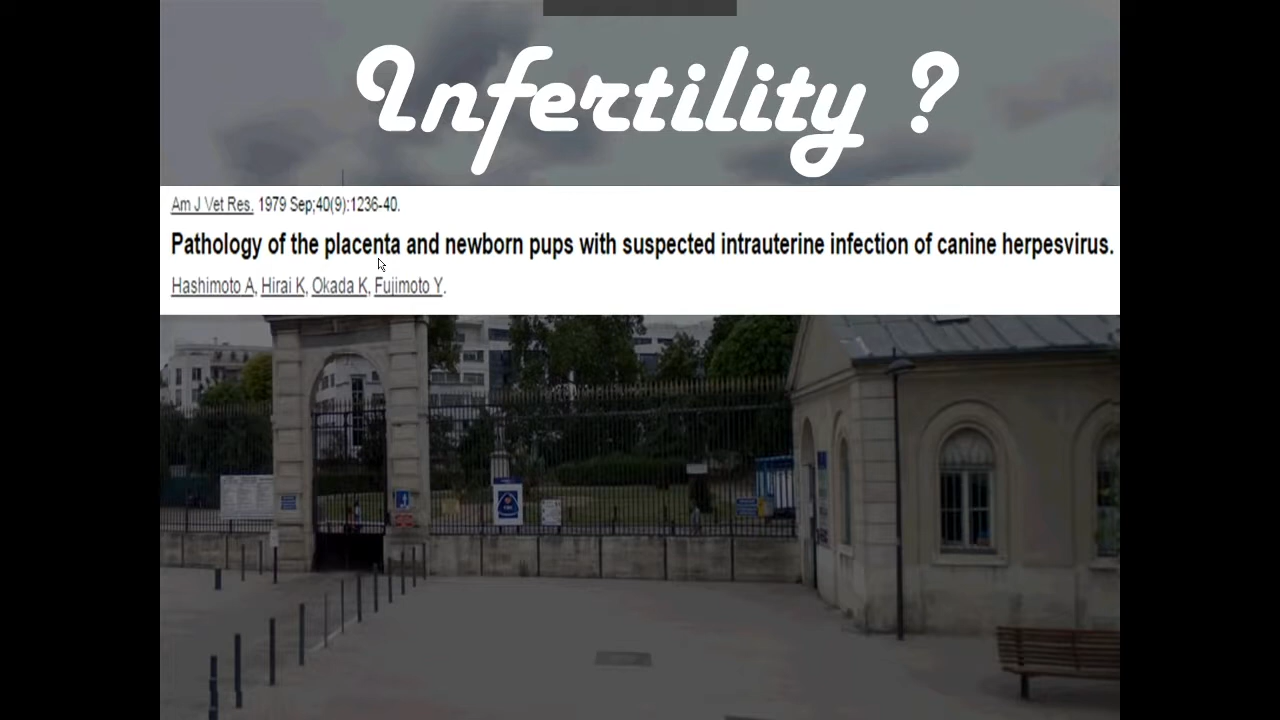 Infertility ?
Am J Vet Res. 1979 Sep;40(9):1236-40.
Pathology of the placenta and newborn pups with suspected intrauterine infection of canine herpesvirus.
Hashimoto A, Hirai K, Okada K, Fujimoto Y.